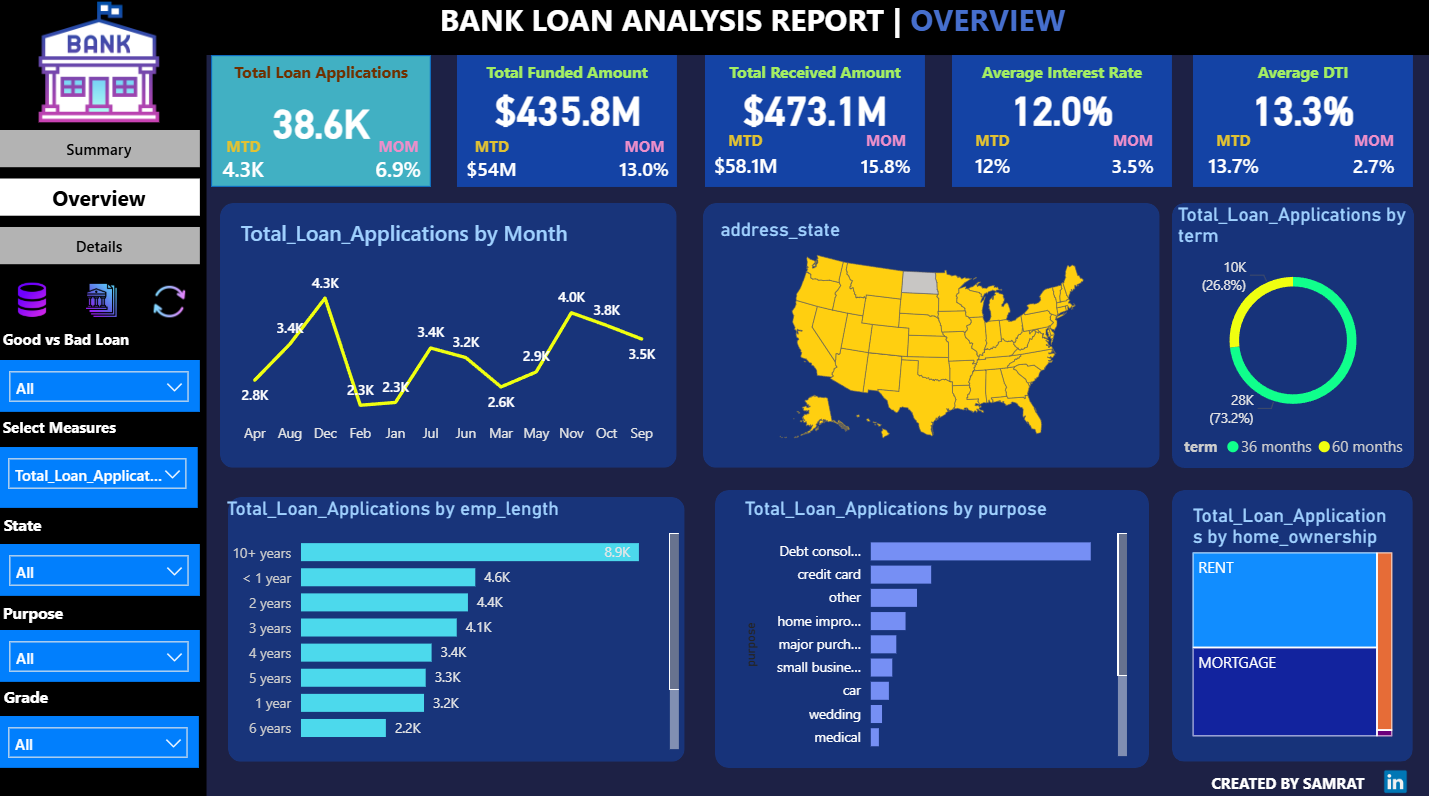 BANK LOAN ANALYSIS REPORT | OVERVIEW
BANK
Summary
Overview
Details
Good vs Bad Loan
All
Select Measures
Total_Loan_Applicat...
State
All
Purpose
All
Grade
All
Total Loan Applications
38.6K
MTD MOM
4.3K 6.9%
Total Funded Amount
$435.8M
MTD MOM
$54M 13.0%
Total Received Amount
$473.1M
MTD MOM
$58.1M 15.8%
Average Interest Rate
12.0%
MTD MOM
12% 3.5%
Average DTI
13.3%
MTD MOM
13.7% 2.7%
Total_Loan_Applications by Month
2.8K 3.4K 4.3K 2.3K 2.3K 3.4K 3.2K 2.6K 2.9K 4.0K 3.8K 3.5K
Apr Aug Dec Feb Jan Jul Jun Mar May Nov Oct Sep
address_state
Total_Loan_Applications by
term
10K
(26.8%)
28K
(73.2%)
term 36 months 60 months
Total_Loan_Applications by emp_length
10+ years 8.9K
< 1 year 4.6K
2 years 4.4K
3 years 4.1K
4 years 3.4K
5 years 3.3K
1 year 3.2K
6 years 2.2K
Total_Loan_Applications by purpose
purpose
Debt consol...
credit card
other
home impro...
major purch...
small busine...
car
wedding
medical
Total_Loan_Application
s by home_ownership
RENT
MORTGAGE
CREATED BY SAMRAT in